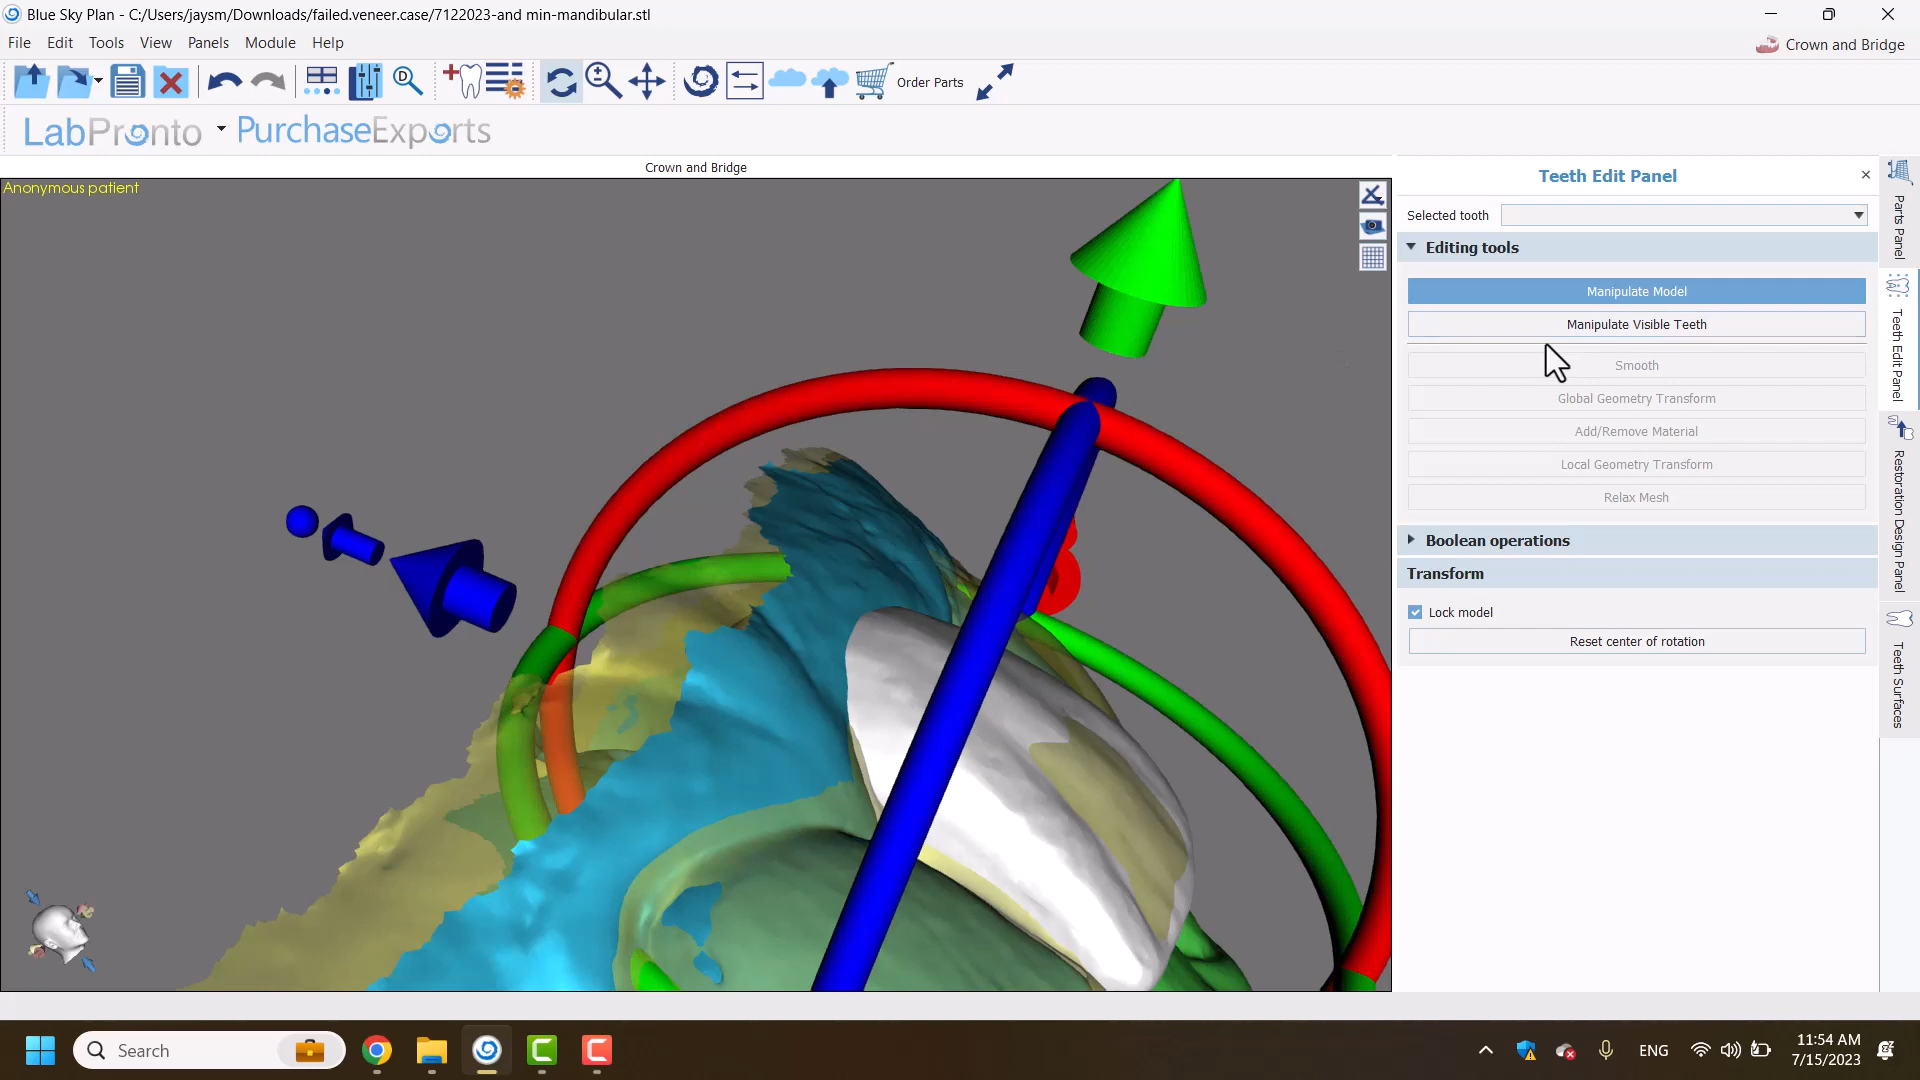 Blue Sky Plan - C:/Users/jaysm/Downloads/failed.veneer.case/7122023-and min-mandibular.stl
File Edit Tools View Panels Module Help
Crown and Bridge
D
Order Parts
LabPronto PurchaseExports
Crown and Bridge
Anonymous patient
Teeth Edit Panel
Selected tooth
Editing tools
Manipulate Model
Manipulate Visible Teeth
Smooth
Global Geometry Transform
Add/Remove Material
Local Geometry Transform
Relax Mesh
Boolean operations
Transform
Lock model
Reset center of rotation
Parts Panel
Teeth Edit Panel
Restoration Design Panel
Teeth Surfaces
Search
ENG
11:54 AM
7/15/2023